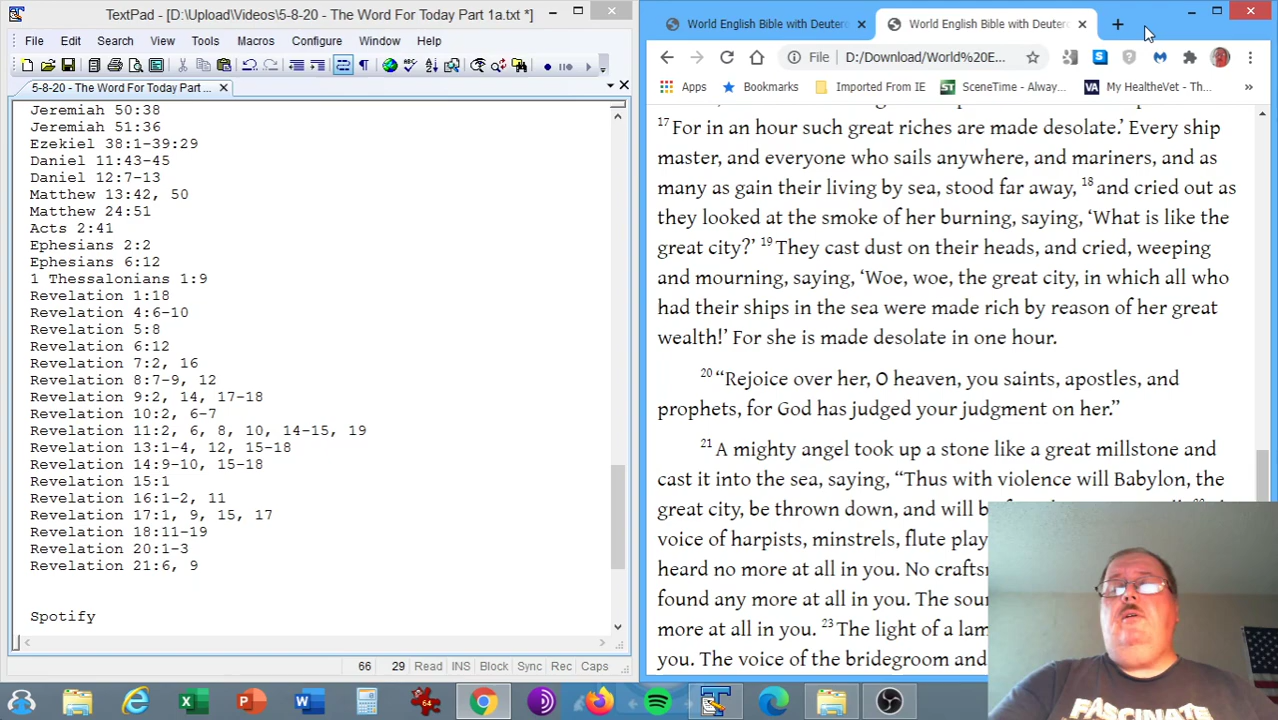 TextPad - [D:\Upload\Videos\5-8-20 - The Word For Today Part 1a.txt *]
File Edit Search View Tools Macros Configure Window Help
5-8-20 - The Word For Today Part ...
Jeremiah 50:38
Jeremiah 51:36
Ezekiel 38:1-39:29
Daniel 11:43-45
Daniel 12:7-13
Matthew 13:42, 50
Matthew 24:51
Acts 2:41
Ephesians 2:2
Ephesians 6:12
1 Thessalonians 1:9
Revelation 1:18
Revelation 4:6-10
Revelation 5:8
Revelation 6:12
Revelation 7:2, 16
Revelation 8:7-9, 12
Revelation 9:2, 14, 17-18
Revelation 10:2, 6-7
Revelation 11:2, 6, 8, 10, 14-15, 19
Revelation 13:1-4, 12, 15-18
Revelation 14:9-10, 15-18
Revelation 15:1
Revelation 16:1-2, 11
Revelation 17:1, 9, 15, 17
Revelation 18:11-19
Revelation 20:1-3
Revelation 21:6, 9
Spotify
66 29 Read INS Block Sync Rec Caps
World English Bible with Deutero World English Bible with Deutero
File D:/Download/World%20E...
Apps Bookmarks Imported From IE ST SceneTime - Alway... VA My HealtheVet - Th... »
17 For in an hour such great riches are made desolate.’ Every ship
master, and everyone who sails anywhere, and mariners, and as
many as gain their living by sea, stood far away, 18 and cried out as
they looked at the smoke of her burning, saying, ‘What is like the
great city?’ 19 They cast dust on their heads, and cried, weeping
and mourning, saying, ‘Woe, woe, the great city, in which all who
had their ships in the sea were made rich by reason of her great
wealth!’ For she is made desolate in one hour.
20 “Rejoice over her, O heaven, you saints, apostles, and
prophets, for God has judged your judgment on her.”
21 A mighty angel took up a stone like a great millstone and
cast it into the sea, saying, “Thus with violence will Babylon, the
great city, be thrown down, and will
voice of harpists, minstrels, flute
heard no more at all in you. No
found any more at all in you. The
more at all in you. 23 The light of a
you. The voice of the bridegroom and
FASCINATE
64